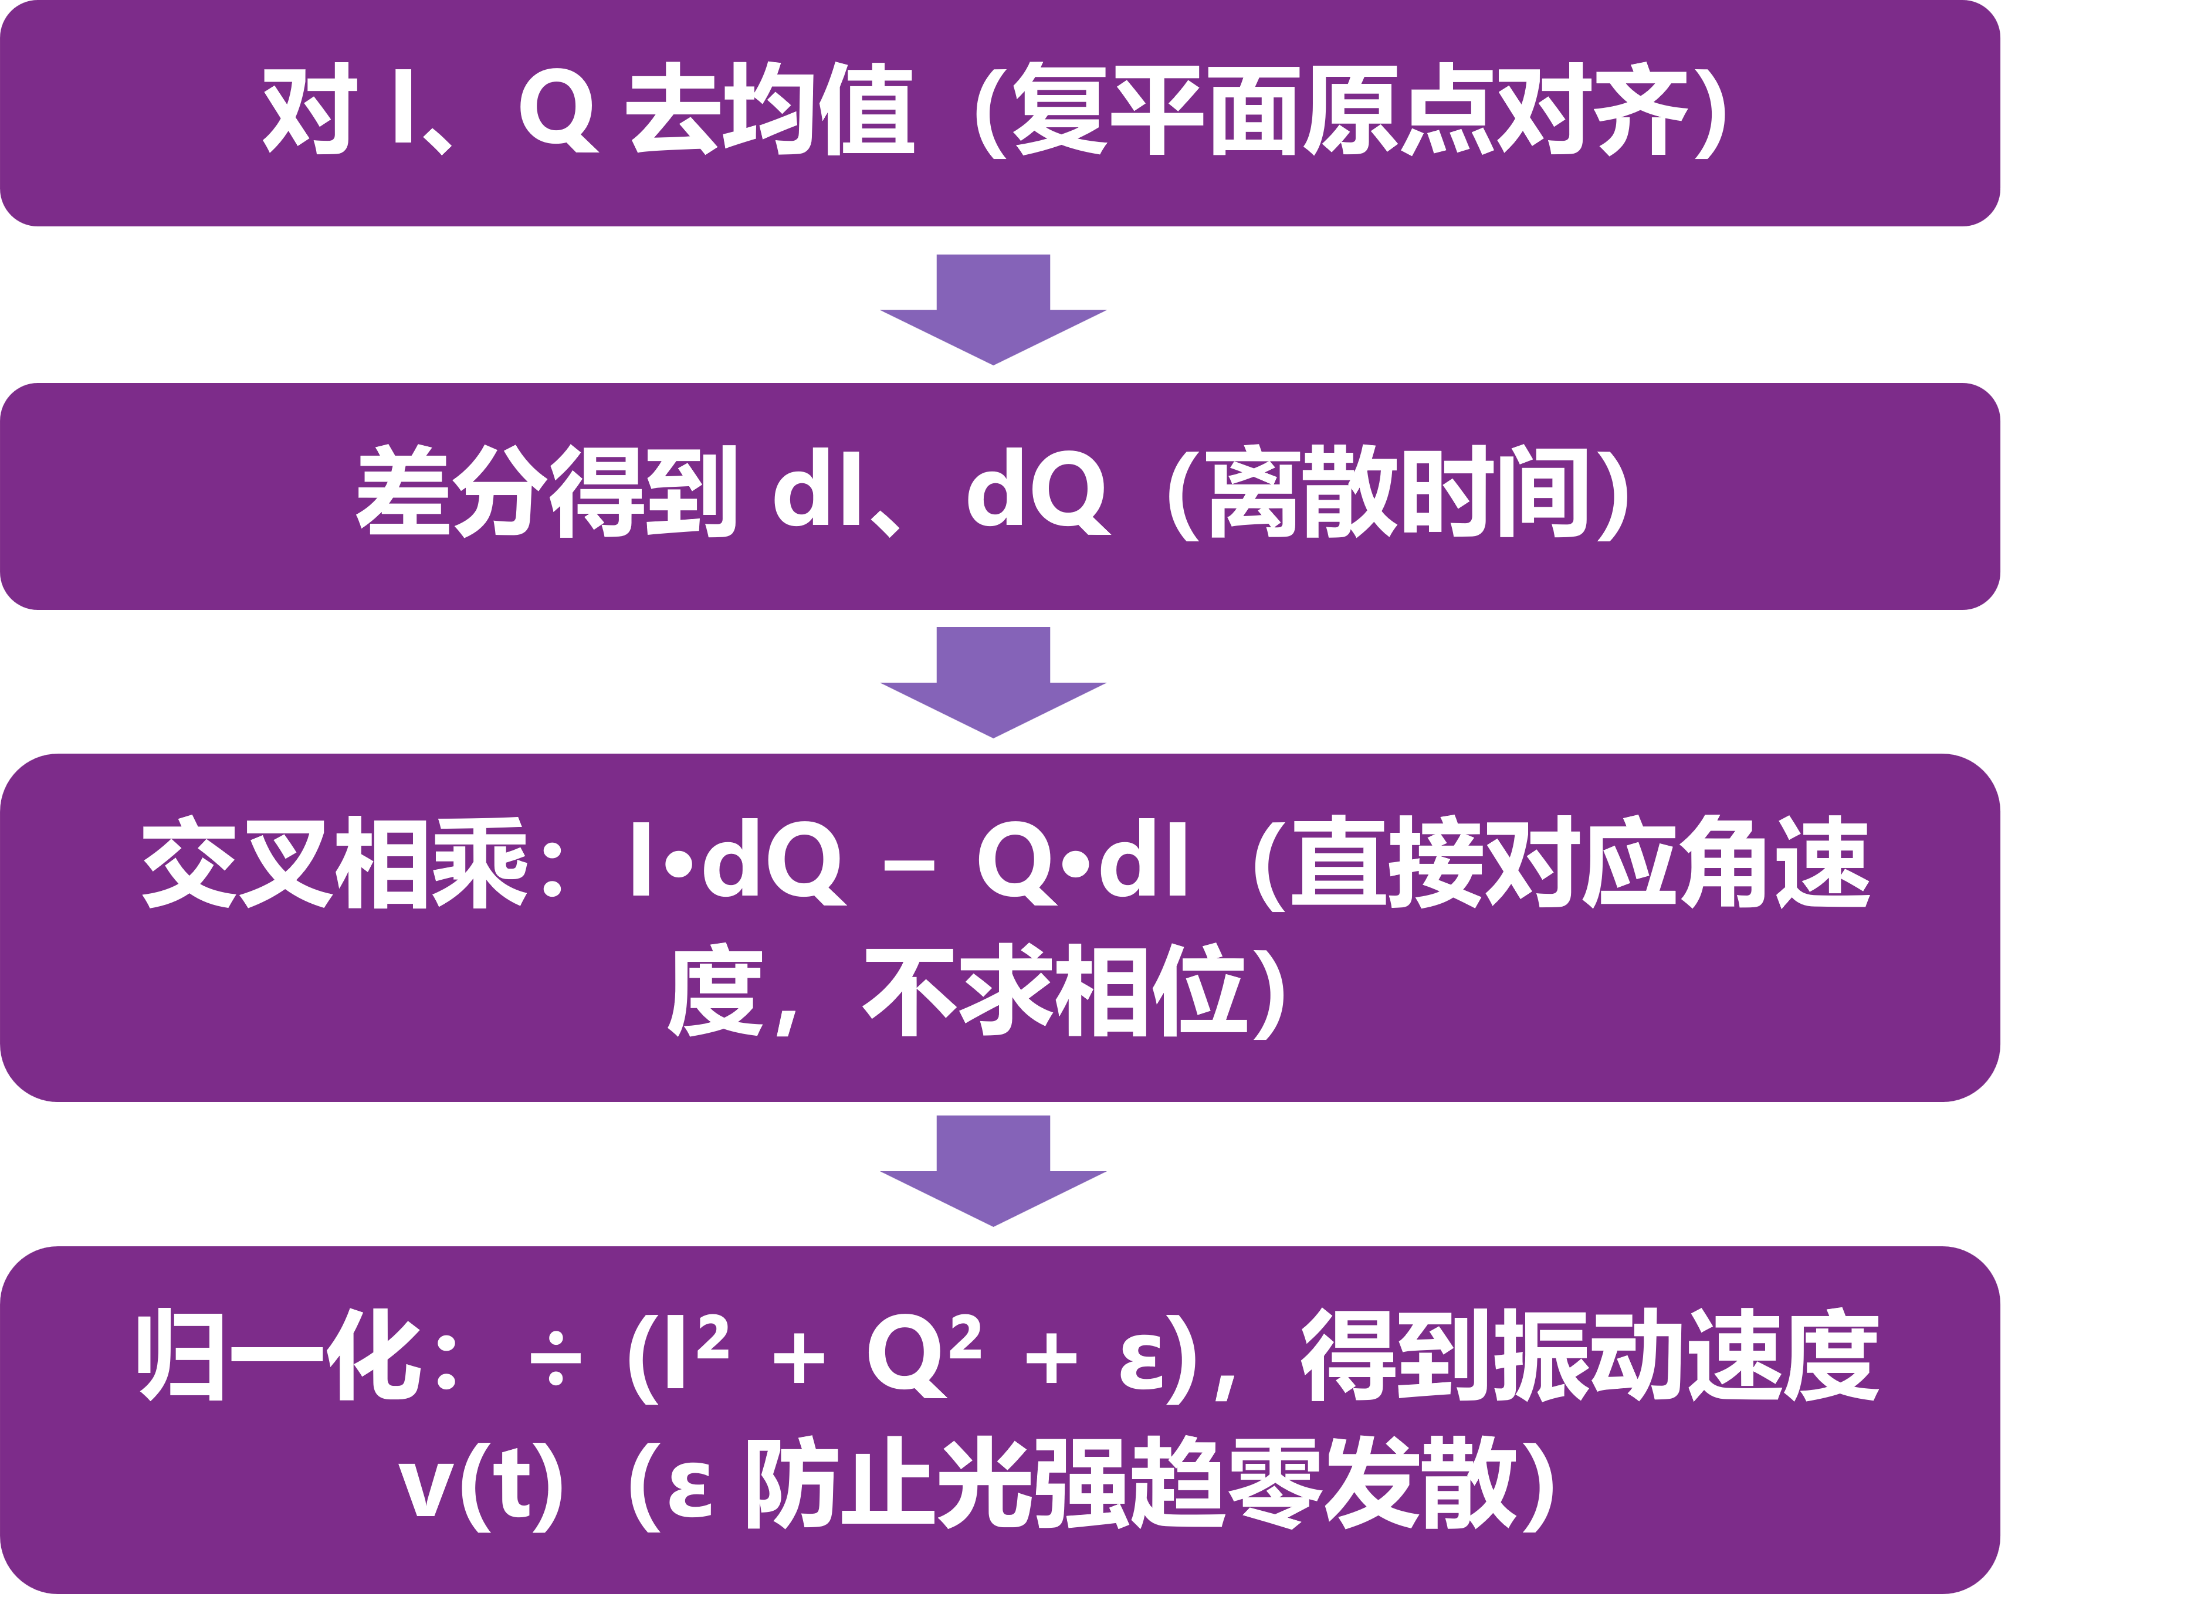 对 I、Q 去均值（复平面原点对齐）
差分得到 dI、dQ（离散时间）
交叉相乘：I•dQ – Q•dI（直接对应角速
度，不求相位）
归一化：÷ (I² + Q² + ε)，得到振动速度
v(t)（ε 防止光强趋零发散）